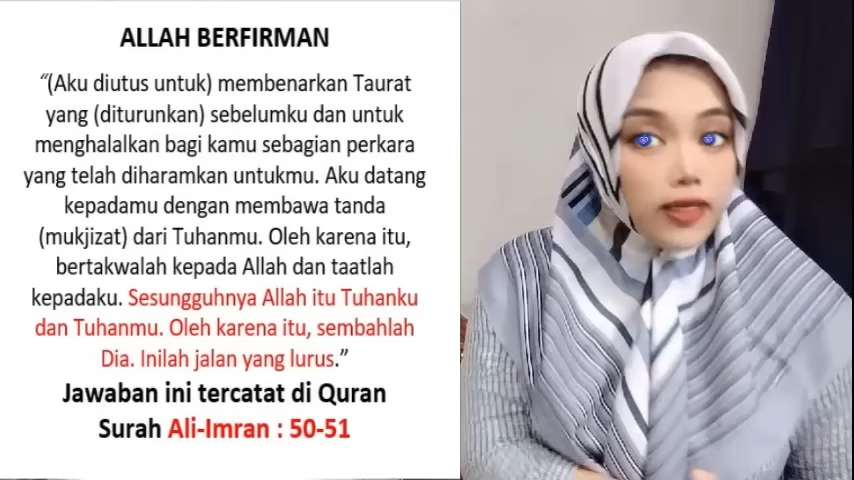 ALLAH BERFIRMAN
“(Aku diutus untuk) membenarkan Taurat
yang (diturunkan) sebelumku dan untuk
menghalalkan bagi kamu sebagian perkara
yang telah diharamkan untukmu. Aku datang
kepadamu dengan membawa tanda
(mukjizat) dari Tuhanmu. Oleh karena itu,
bertakwalah kepada Allah dan taatlah
kepadaku. Sesungguhnya Allah itu Tuhanku
dan Tuhanmu. Oleh karena itu, sembahlah
Dia. Inilah jalan yang lurus.”
Jawaban ini tercatat di Quran
Surah Ali-Imran : 50-51